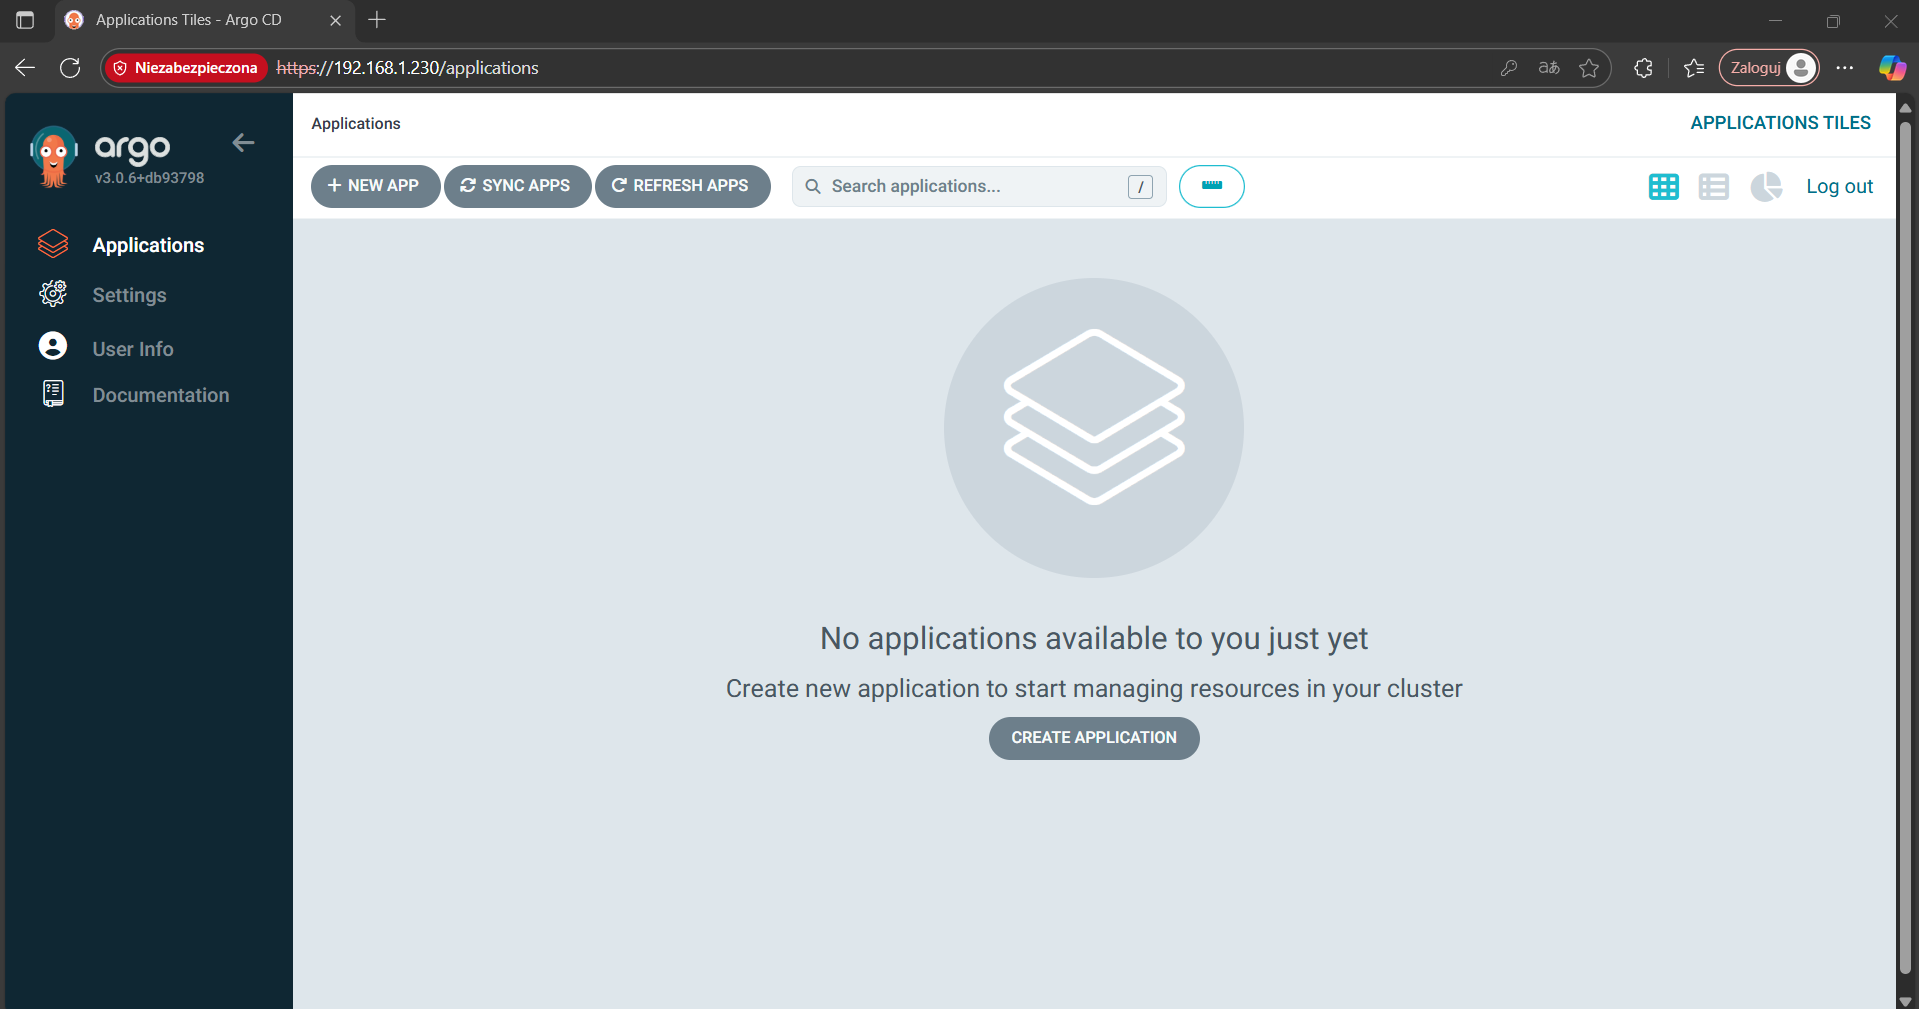 Applications Tiles - Argo CD
Niezabezpieczona https://192.168.1.230/applications
aあ
Zaloguj
argo
v3.0.6+db93798
Applications
Settings
User Info
Documentation
Applications
APPLICATIONS TILES
+ NEW APP
SYNC APPS
REFRESH APPS
Search applications...
/
Log out
No applications available to you just yet
Create new application to start managing resources in your cluster
CREATE APPLICATION